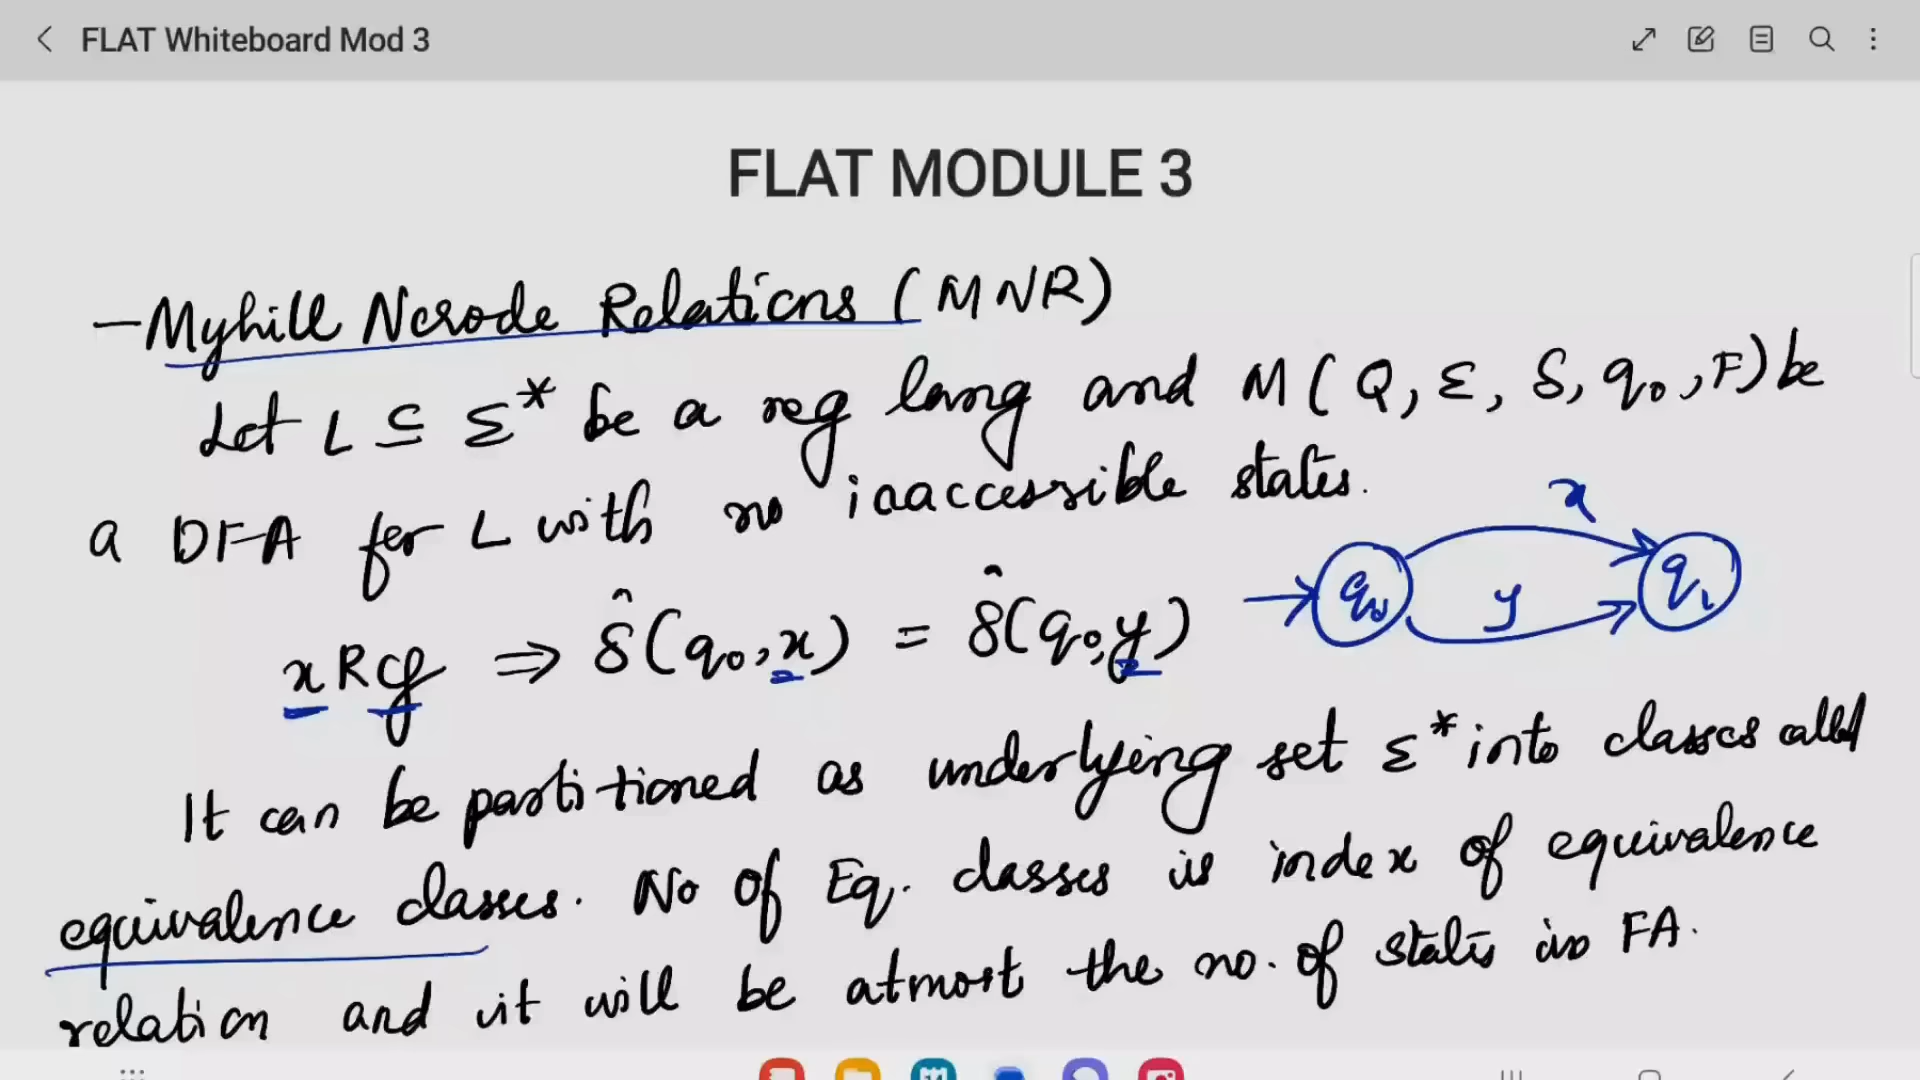 FLAT Whiteboard Mod 3
FLAT MODULE 3
—Myhill Nerode Relations (MNR)
Let L ⊆ Σ* be a reg lang and M(Q, Σ, δ, q₀, F) be
a DFA for L with no inaccessible states.
x
q₀ y q₁
xRy ⇒ δ̂(q₀, x) = δ̂(q₀, y)
It can be partitioned as underlying set Σ* into classes called
equivalence classes. No of Eq. classes is index of equivalence
relation and it will be atmost the no. of states in FA.